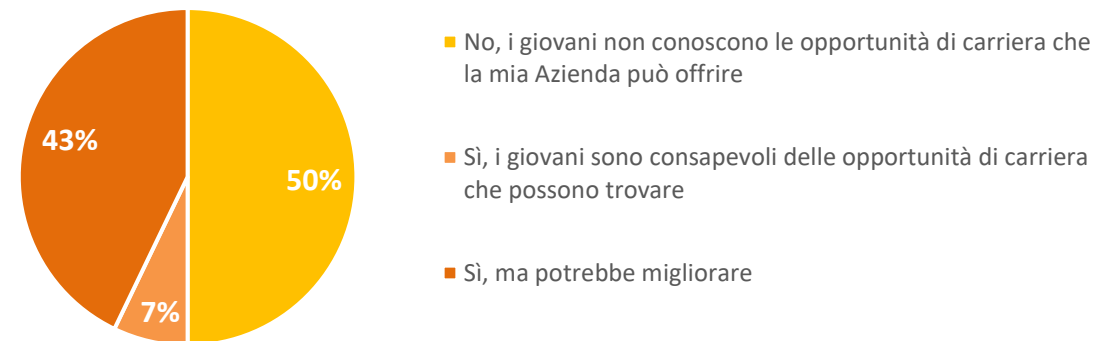 No, i giovani non conoscono le opportunità di carriera che
la mia Azienda può offrire
43%
Sì, i giovani sono consapevoli delle opportunità di carriera
50%
che possono trovare
Sì, ma potrebbe migliorare
7%